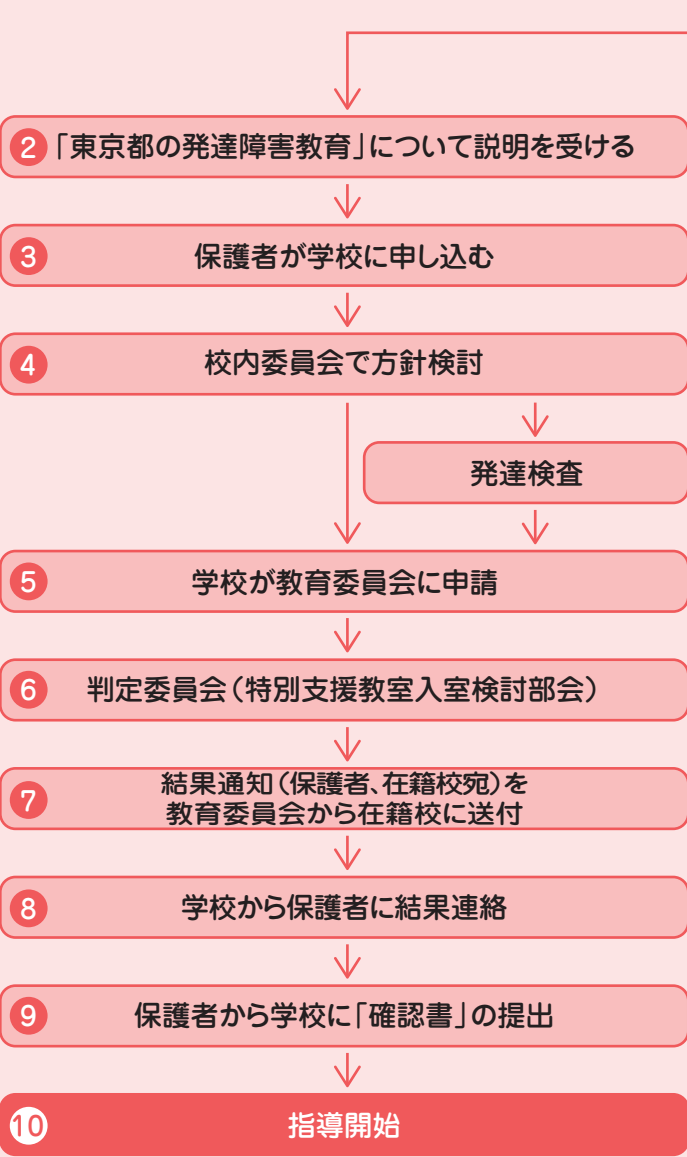 2 「東京都の発達障害教育」について説明を受ける
3 保護者が学校に申し込む
4 校内委員会で方針検討
発達検査
5 学校が教育委員会に申請
6 判定委員会（特別支援教室入室検討部会）
7 結果通知（保護者、在籍校宛）を
教育委員会から在籍校に送付
8 学校から保護者に結果連絡
9 保護者から学校に「確認書」の提出
10 指導開始